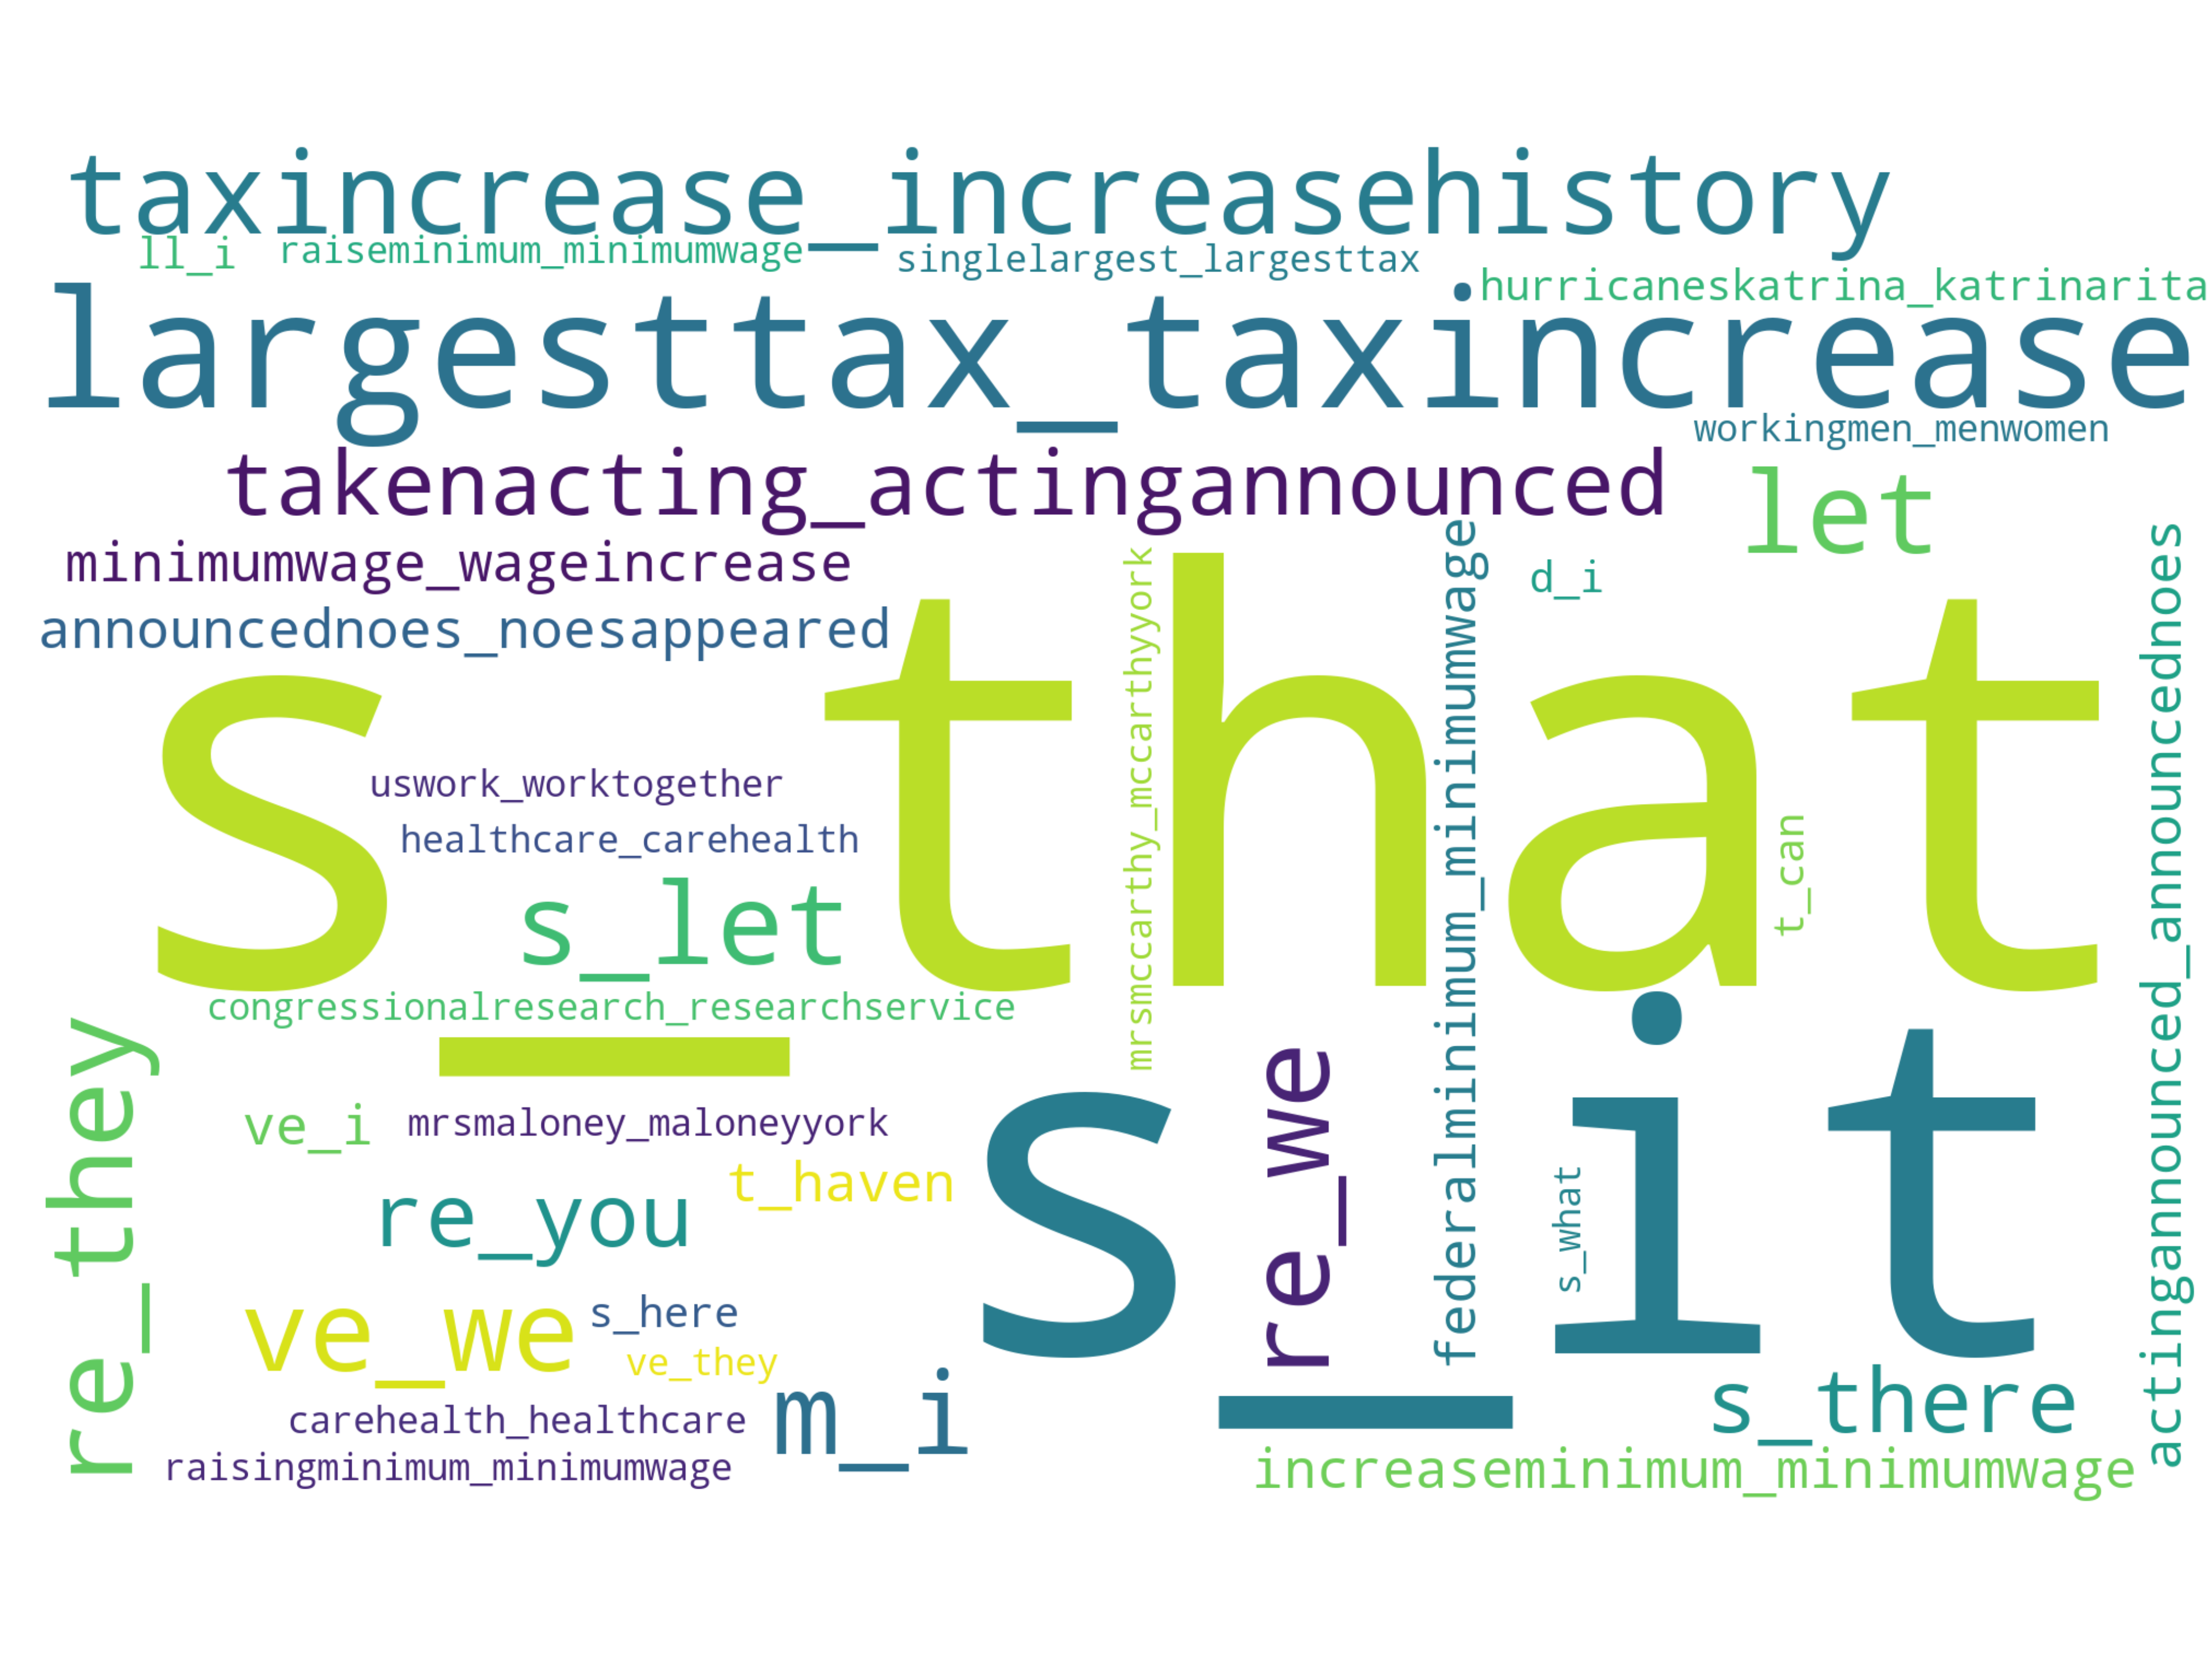 taxincrease_increasehistory
ll_i
raiseminimum_minimumwage
singlelargest_largesttax
hurricaneskatrina_katrinarita
largesttax_taxincrease
workingmen_menwomen
takenacting_actingannounced
let
minimumwage_wageincrease
d_i
announcednoes_noesappeared
s_that
mrsmccarthy_mccarthyyork
federalminimum_minimumwage
actingannounced_announcednoes
uswork_worktogether
healthcare_carehealth
t_can
s_let
congressionalresearch_researchservice
re_they
s_it
re_we
ve_i
mrsmaloney_maloneyyork
t_haven
s_what
re_you
ve_we
s_here
ve_they
m_i
s_there
carehealth_healthcare
raisingminimum_minimumwage
increaseminimum_minimumwage